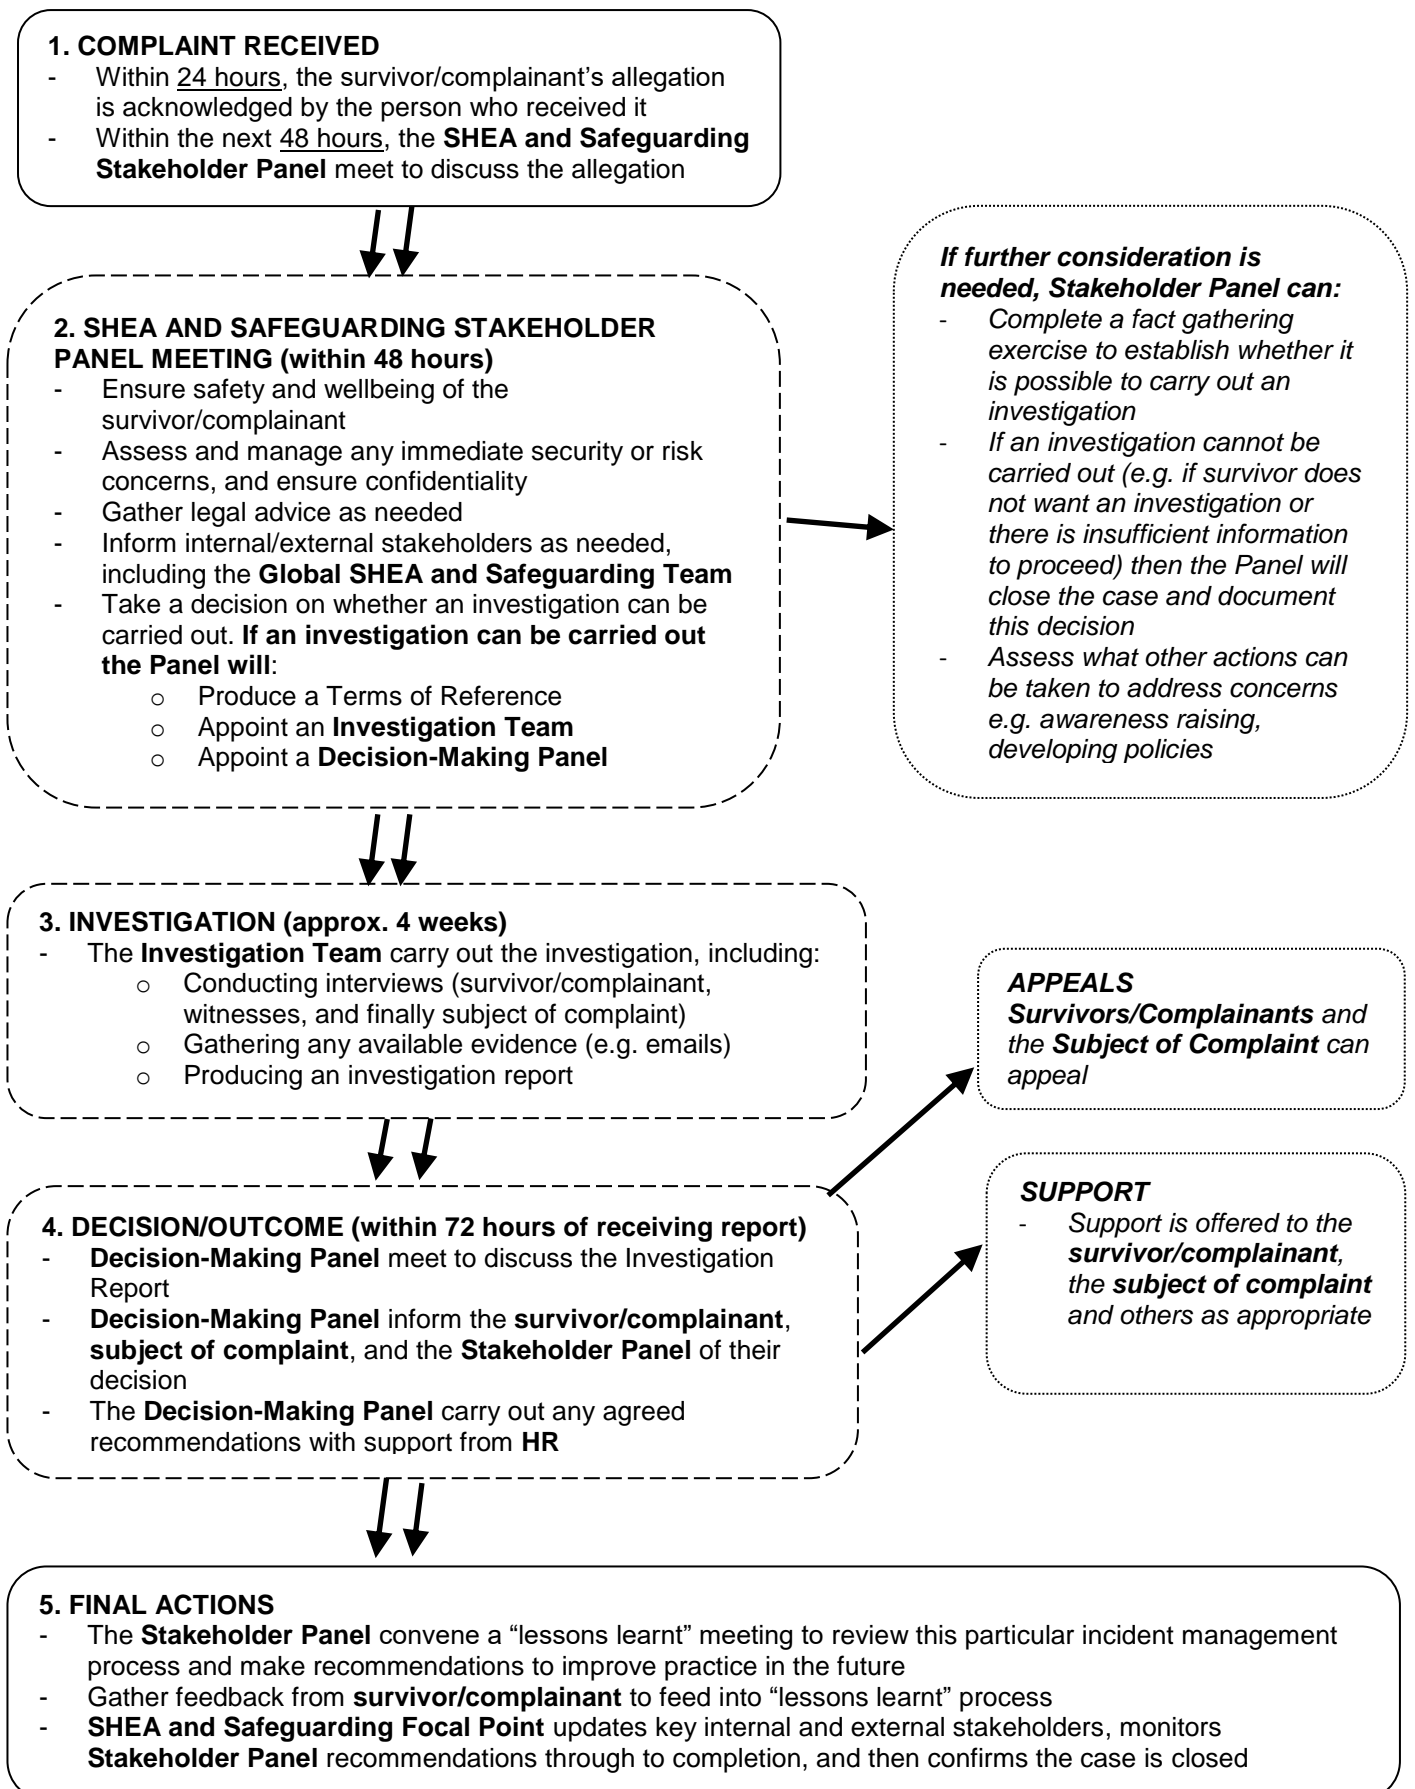 1. COMPLAINT RECEIVED
- Within 24 hours, the survivor/complainant's allegation
is acknowledged by the person who received it
- Within the next 48 hours, the SHEA and Safeguarding
Stakeholder Panel meet to discuss the allegation
2. SHEA AND SAFEGUARDING STAKEHOLDER
PANEL MEETING (within 48 hours)
- Ensure safety and wellbeing of the
survivor/complainant
- Assess and manage any immediate security or risk
concerns, and ensure confidentiality
- Gather legal advice as needed
- Inform internal/external stakeholders as needed,
including the Global SHEA and Safeguarding Team
- Take a decision on whether an investigation can be
carried out. If an investigation can be carried out
the Panel will:
o Produce a Terms of Reference
o Appoint an Investigation Team
o Appoint a Decision-Making Panel
If further consideration is
needed, Stakeholder Panel can:
- Complete a fact gathering
exercise to establish whether it
is possible to carry out an
investigation
- If an investigation cannot be
carried out (e.g. if survivor does
not want an investigation or
there is insufficient information
to proceed) then the Panel will
close the case and document
this decision
- Assess what other actions can
be taken to address concerns
e.g. awareness raising,
developing policies
3. INVESTIGATION (approx. 4 weeks)
- The Investigation Team carry out the investigation, including:
o Conducting interviews (survivor/complainant,
witnesses, and finally subject of complaint)
o Gathering any available evidence (e.g. emails)
o Producing an investigation report
APPEALS
Survivors/Complainants and
the Subject of Complaint can
appeal
4. DECISION/OUTCOME (within 72 hours of receiving report)
- Decision-Making Panel meet to discuss the Investigation
Report
- Decision-Making Panel inform the survivor/complainant,
subject of complaint, and the Stakeholder Panel of their
decision
- The Decision-Making Panel carry out any agreed
recommendations with support from HR
SUPPORT
- Support is offered to the
survivor/complainant,
the subject of complaint
and others as appropriate
5. FINAL ACTIONS
- The Stakeholder Panel convene a “lessons learnt” meeting to review this particular incident management
process and make recommendations to improve practice in the future
- Gather feedback from survivor/complainant to feed into “lessons learnt” process
- SHEA and Safeguarding Focal Point updates key internal and external stakeholders, monitors
Stakeholder Panel recommendations through to completion, and then confirms the case is closed